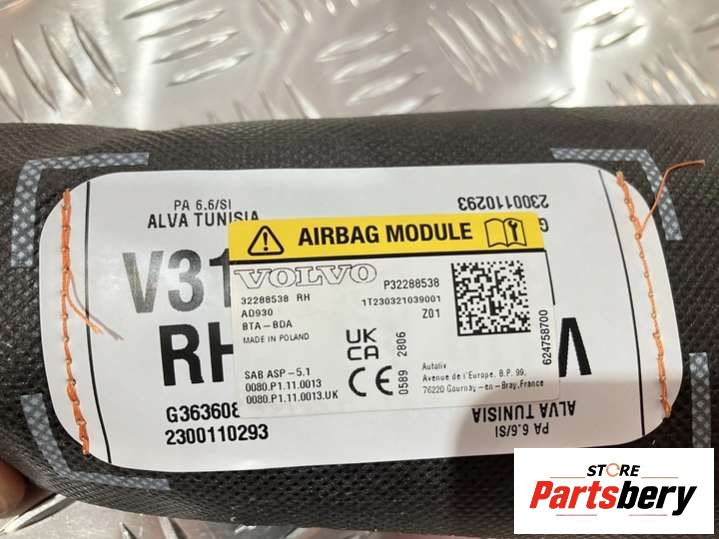 PA 6.6/SI
ALVA TUNISIA
V31
RH
G363608
2300110293
2300110293
AIRBAG MODULE
VOLVO
P32288538
32288538 RH
1T230321039001
AD930
Z01
BTA-BDA
MADE IN POLAND
UK
CA
2806
0589
CE
SAB ASP-5.1
0080.P1.11.0013
0080.P1.11.0013.UK
Autoliv
Avenue de l'Europe, B.P. 99,
76220 Gournay-en-Bray,France
624758700
G
V
ALVA TUNISIA
PA 6.6/SI
STORE
Partsbery